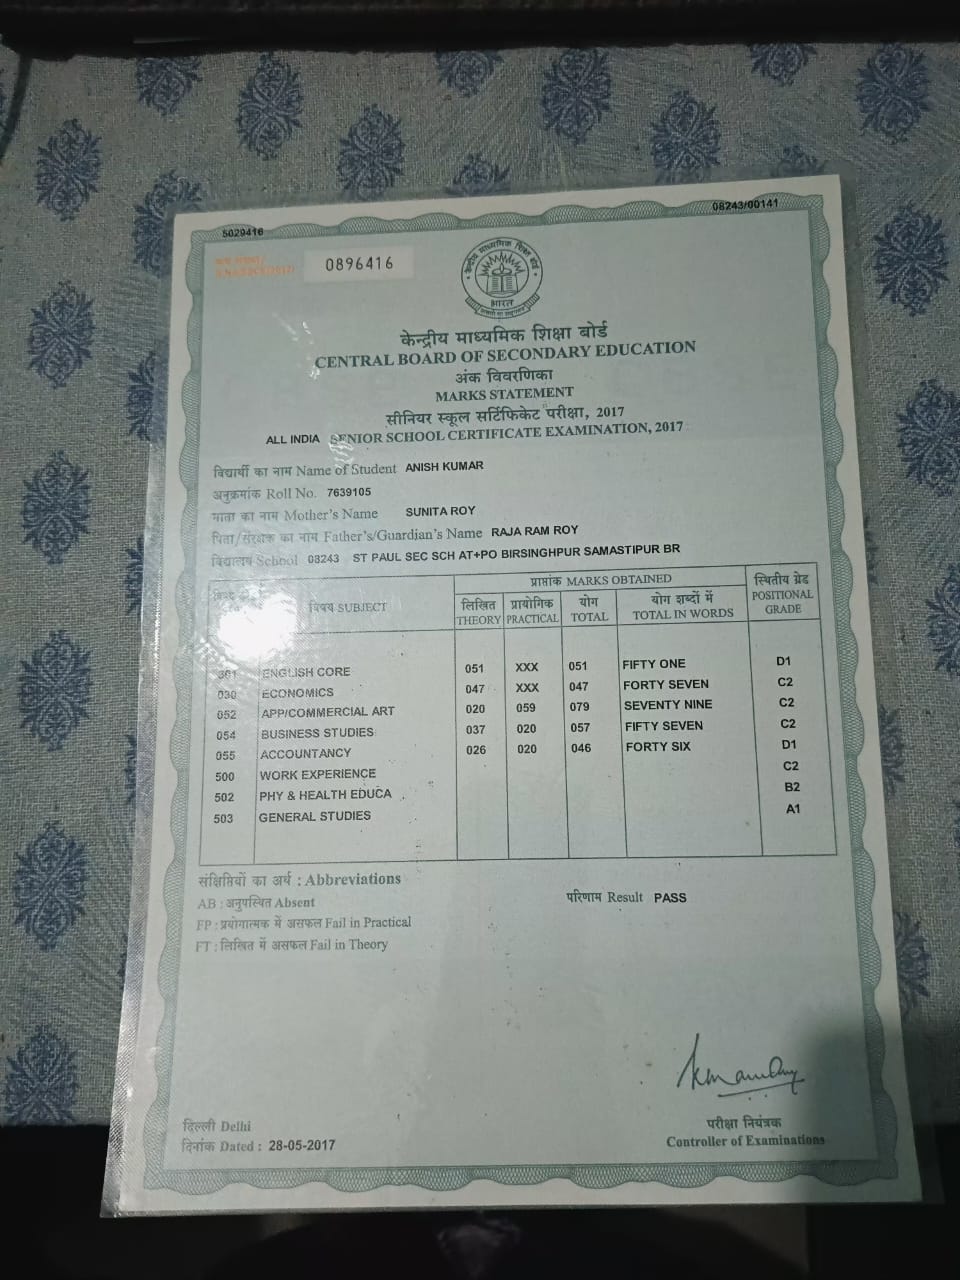 5029416
08243/00141
0896416
केन्द्रीय माध्यमिक शिक्षा बोर्ड
भारत
केन्द्रीय माध्यमिक शिक्षा बोर्ड
CENTRAL BOARD OF SECONDARY EDUCATION
अंक विवरणिका
MARKS STATEMENT
सीनियर स्कूल सर्टिफिकेट परीक्षा, 2017
ALL INDIA SENIOR SCHOOL CERTIFICATE EXAMINATION, 2017
विद्यार्थी का नाम Name of Student ANISH KUMAR
अनुक्रमांक Roll No. 7639105
माता का नाम Mother's Name SUNITA ROY
पिता/संरक्षक का नाम Father's/Guardian's Name RAJA RAM ROY
विद्यालय School 08243 ST PAUL SEC SCH AT+PO BIRSINGHPUR SAMASTIPUR BR
प्राप्तांक MARKS OBTAINED स्थितीय ग्रेड
विषय SUBJECT लिखित प्रायोगिक योग योग शब्दों में POSITIONAL
THEORY PRACTICAL TOTAL TOTAL IN WORDS GRADE
301 ENGLISH CORE 051 XXX 051 FIFTY ONE D1
030 ECONOMICS 047 XXX 047 FORTY SEVEN C2
052 APP/COMMERCIAL ART 020 059 079 SEVENTY NINE C2
054 BUSINESS STUDIES 037 020 057 FIFTY SEVEN C2
055 ACCOUNTANCY 026 020 046 FORTY SIX D1
500 WORK EXPERIENCE C2
502 PHY & HEALTH EDUCA B2
503 GENERAL STUDIES A1
संक्षिप्तियों का अर्थ : Abbreviations
AB : अनुपस्थित Absent परिणाम Result PASS
FP : प्रयोगात्मक में असफल Fail in Practical
FT : लिखित में असफल Fail in Theory
दिल्ली Delhi
दिनांक Dated : 28-05-2017
परीक्षा नियंत्रक
Controller of Examinations